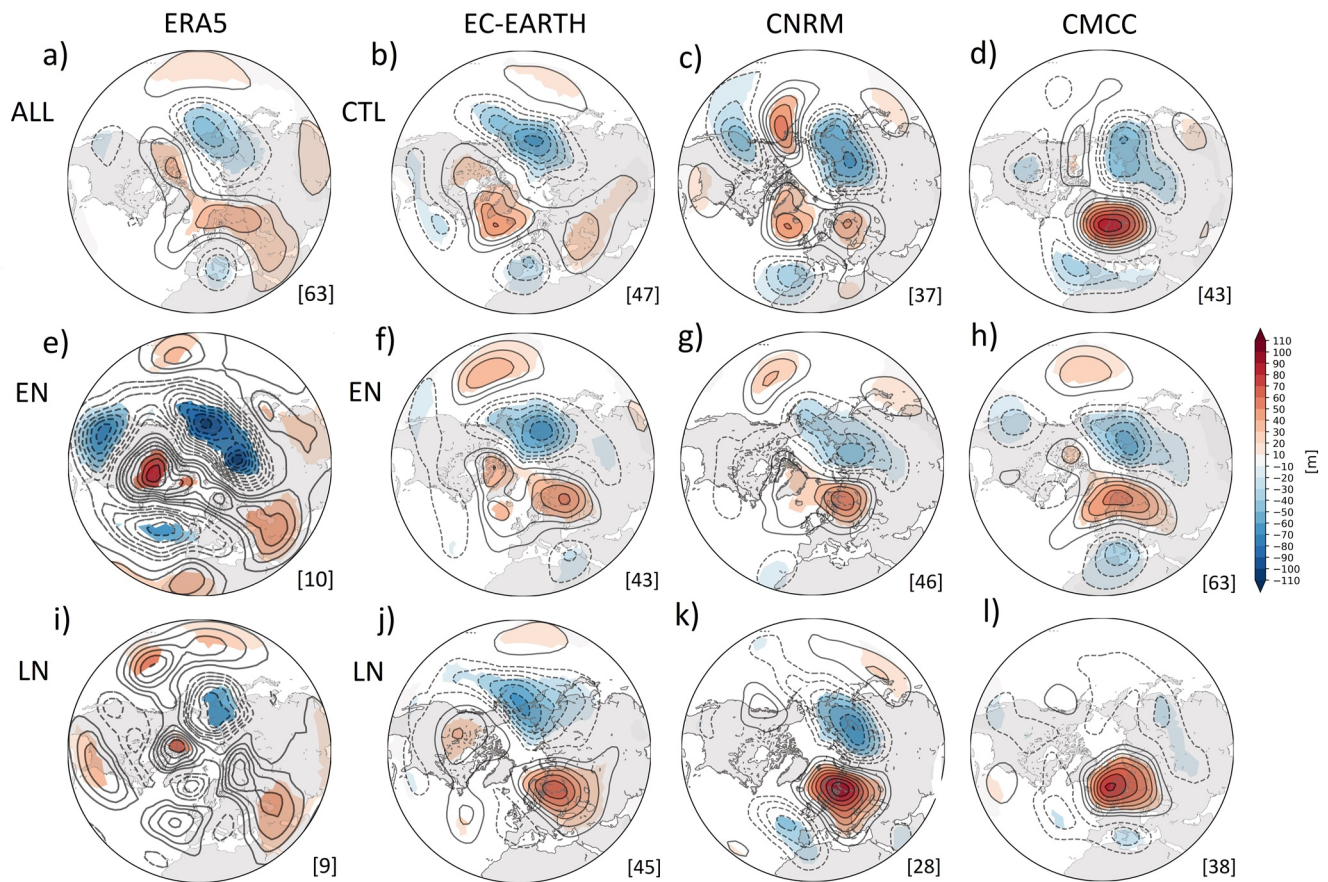 ERA5 EC-EARTH CNRM CMCC
a) b) c) d)
ALL CTL
[63] [47] [37] [43]
e) f) g) h)
EN EN
[10] [43] [46] [63]
110
100
90
80
70
60
50
40
30
20
10
−10
−20
−30
−40
−50
−60
−70
−80
−90
−100
−110
[m]
i) j) k) l)
LN LN
[9] [45] [28] [38]